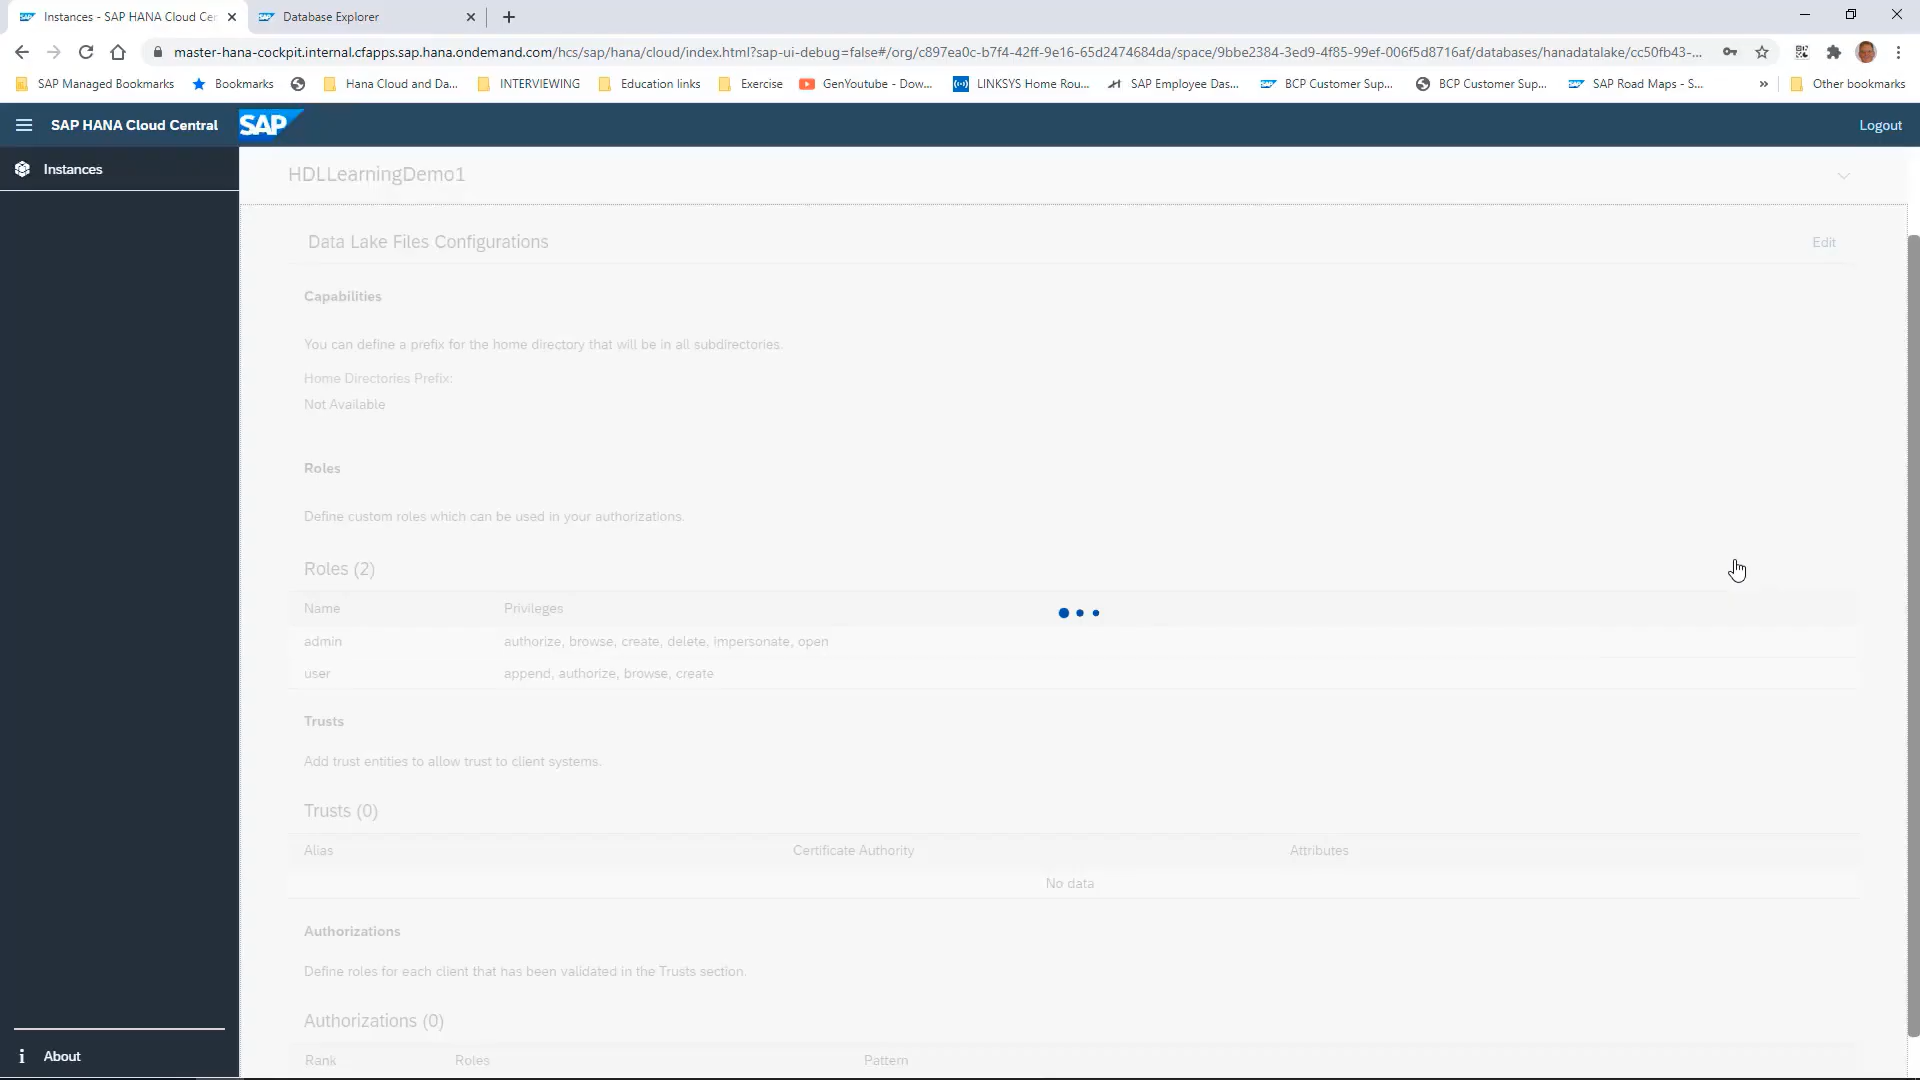 Instances - SAP HANA Cloud Cer
Database Explorer
master-hana-cockpit.internal.cfapps.sap.hana.ondemand.com/hcs/sap/hana/cloud/index.html?sap-ui-debug=false#/org/c897ea0c-b7f4-42ff-9e16-65d2474684da/space/9bbe2384-3ed9-4f85-99ef-006f5d8716af/databases/hanadatalake/cc50fb43-...
SAP Managed Bookmarks
Bookmarks
Hana Cloud and Da...
INTERVIEWING
Education links
Exercise
GenYoutube - Dow...
LINKSYS Home Rou...
SAP Employee Das...
BCP Customer Sup...
BCP Customer Sup...
SAP Road Maps - S...
»
Other bookmarks
SAP HANA Cloud Central
SAP
Logout
Instances
HDLLearningDemo1
Data Lake Files Configurations
Edit
Capabilities
You can define a prefix for the home directory that will be in all subdirectories.
Home Directories Prefix:
Not Available
Roles
Define custom roles which can be used in your authorizations.
Roles (2)
Name Privileges
admin authorize, browse, create, delete, impersonate, open
user append, authorize, browse, create
Trusts
Add trust entities to allow trust to client systems.
Trusts (0)
Alias Certificate Authority Attributes
No data
Authorizations
Define roles for each client that has been validated in the Trusts section.
Authorizations (0)
Rank Roles Pattern
i About